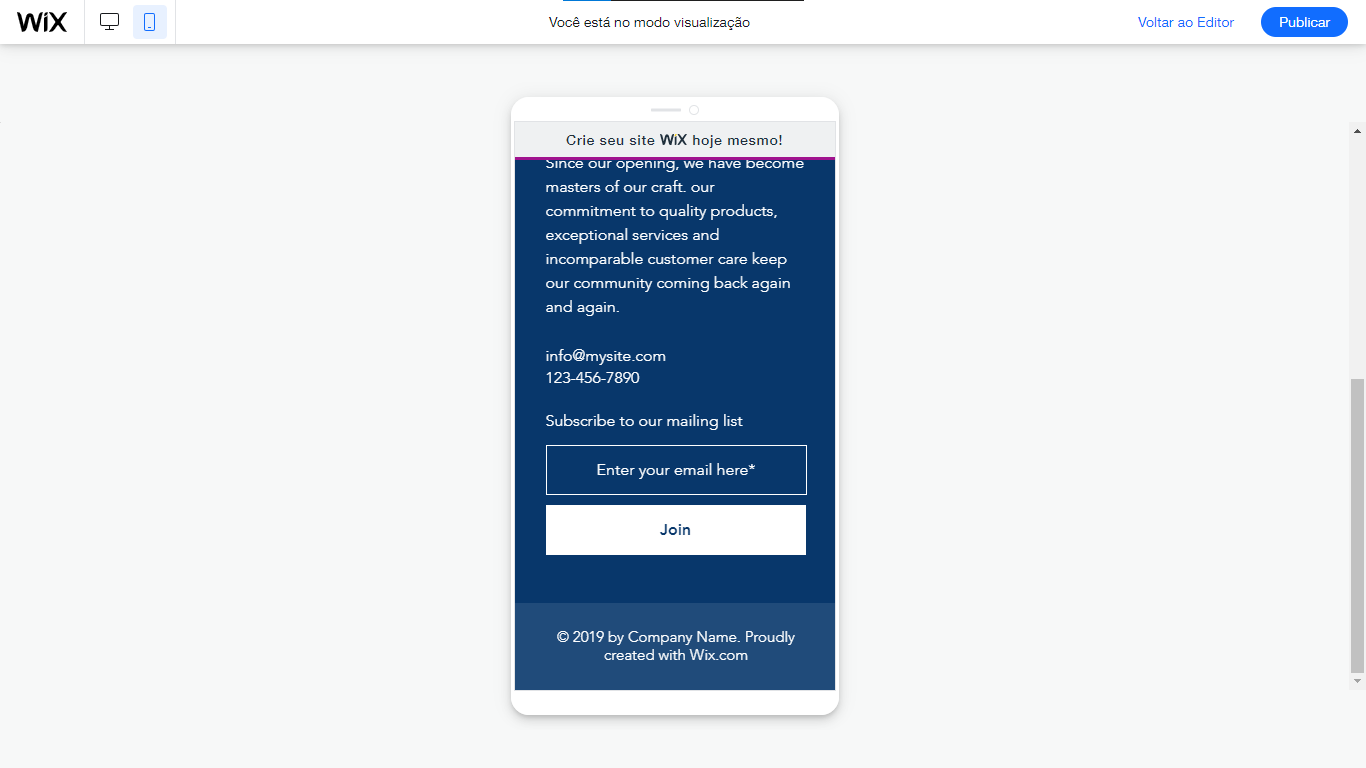 WiX
Você está no modo visualização
Voltar ao Editor
Publicar
Crie seu site WiX hoje mesmo!
Since our opening, we have become
masters of our craft. our
commitment to quality products,
exceptional services and
incomparable customer care keep
our community coming back again
and again.
info@mysite.com
123-456-7890
Subscribe to our mailing list
Enter your email here*
Join
© 2019 by Company Name. Proudly
created with Wix.com